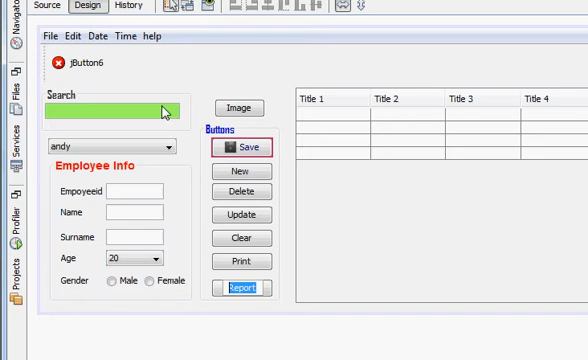 Source Design History
File Edit Date Time help
jButton6
Search
Image
Title 1 Title 2 Title 3 Title 4
Buttons
andy
Save
Employee Info
New
Empoyeeid
Delete
Name
Update
Surname
Clear
Age 20
Print
Gender Male Female
Report
Navigator
Files
Services
Profiler
Projects